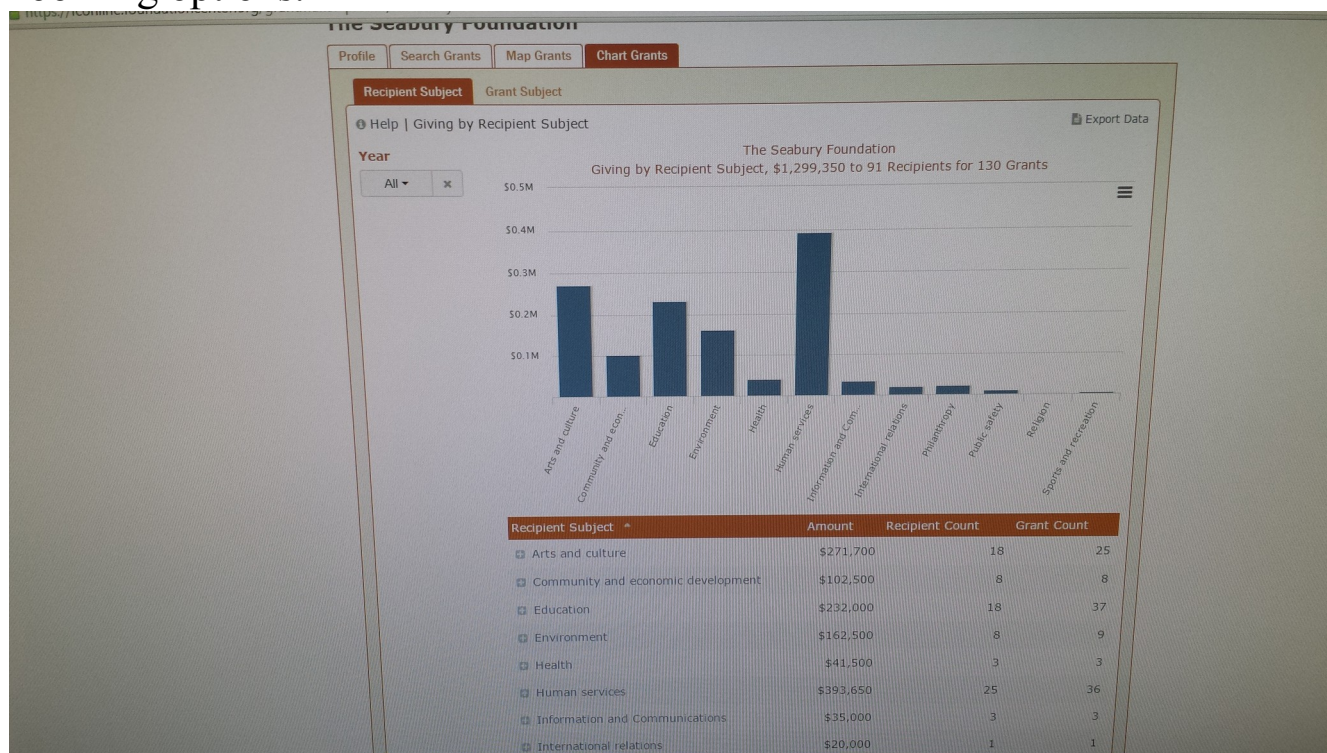 The Seabury Foundation
Profile Search Grants Map Grants Chart Grants
Recipient Subject Grant Subject
Help | Giving by Recipient Subject Export Data
Year
All
The Seabury Foundation
Giving by Recipient Subject, $1,299,350 to 91 Recipients for 130 Grants
$0.5M
$0.4M
$0.3M
$0.2M
$0.1M
Arts and culture
Community and econ...
Education
Environment
Health
Human services
Information and Com...
International relations
Philanthropy
Public safety
Religion
Sports and recreation
Recipient Subject Amount Recipient Count Grant Count
Arts and culture $271,700 18 25
Community and economic development $102,500 8 8
Education $232,000 18 37
Environment $162,500 8 9
Health $41,500 3 3
Human services $393,650 25 36
Information and Communications $35,000 3 3
International relations $20,000 1 1